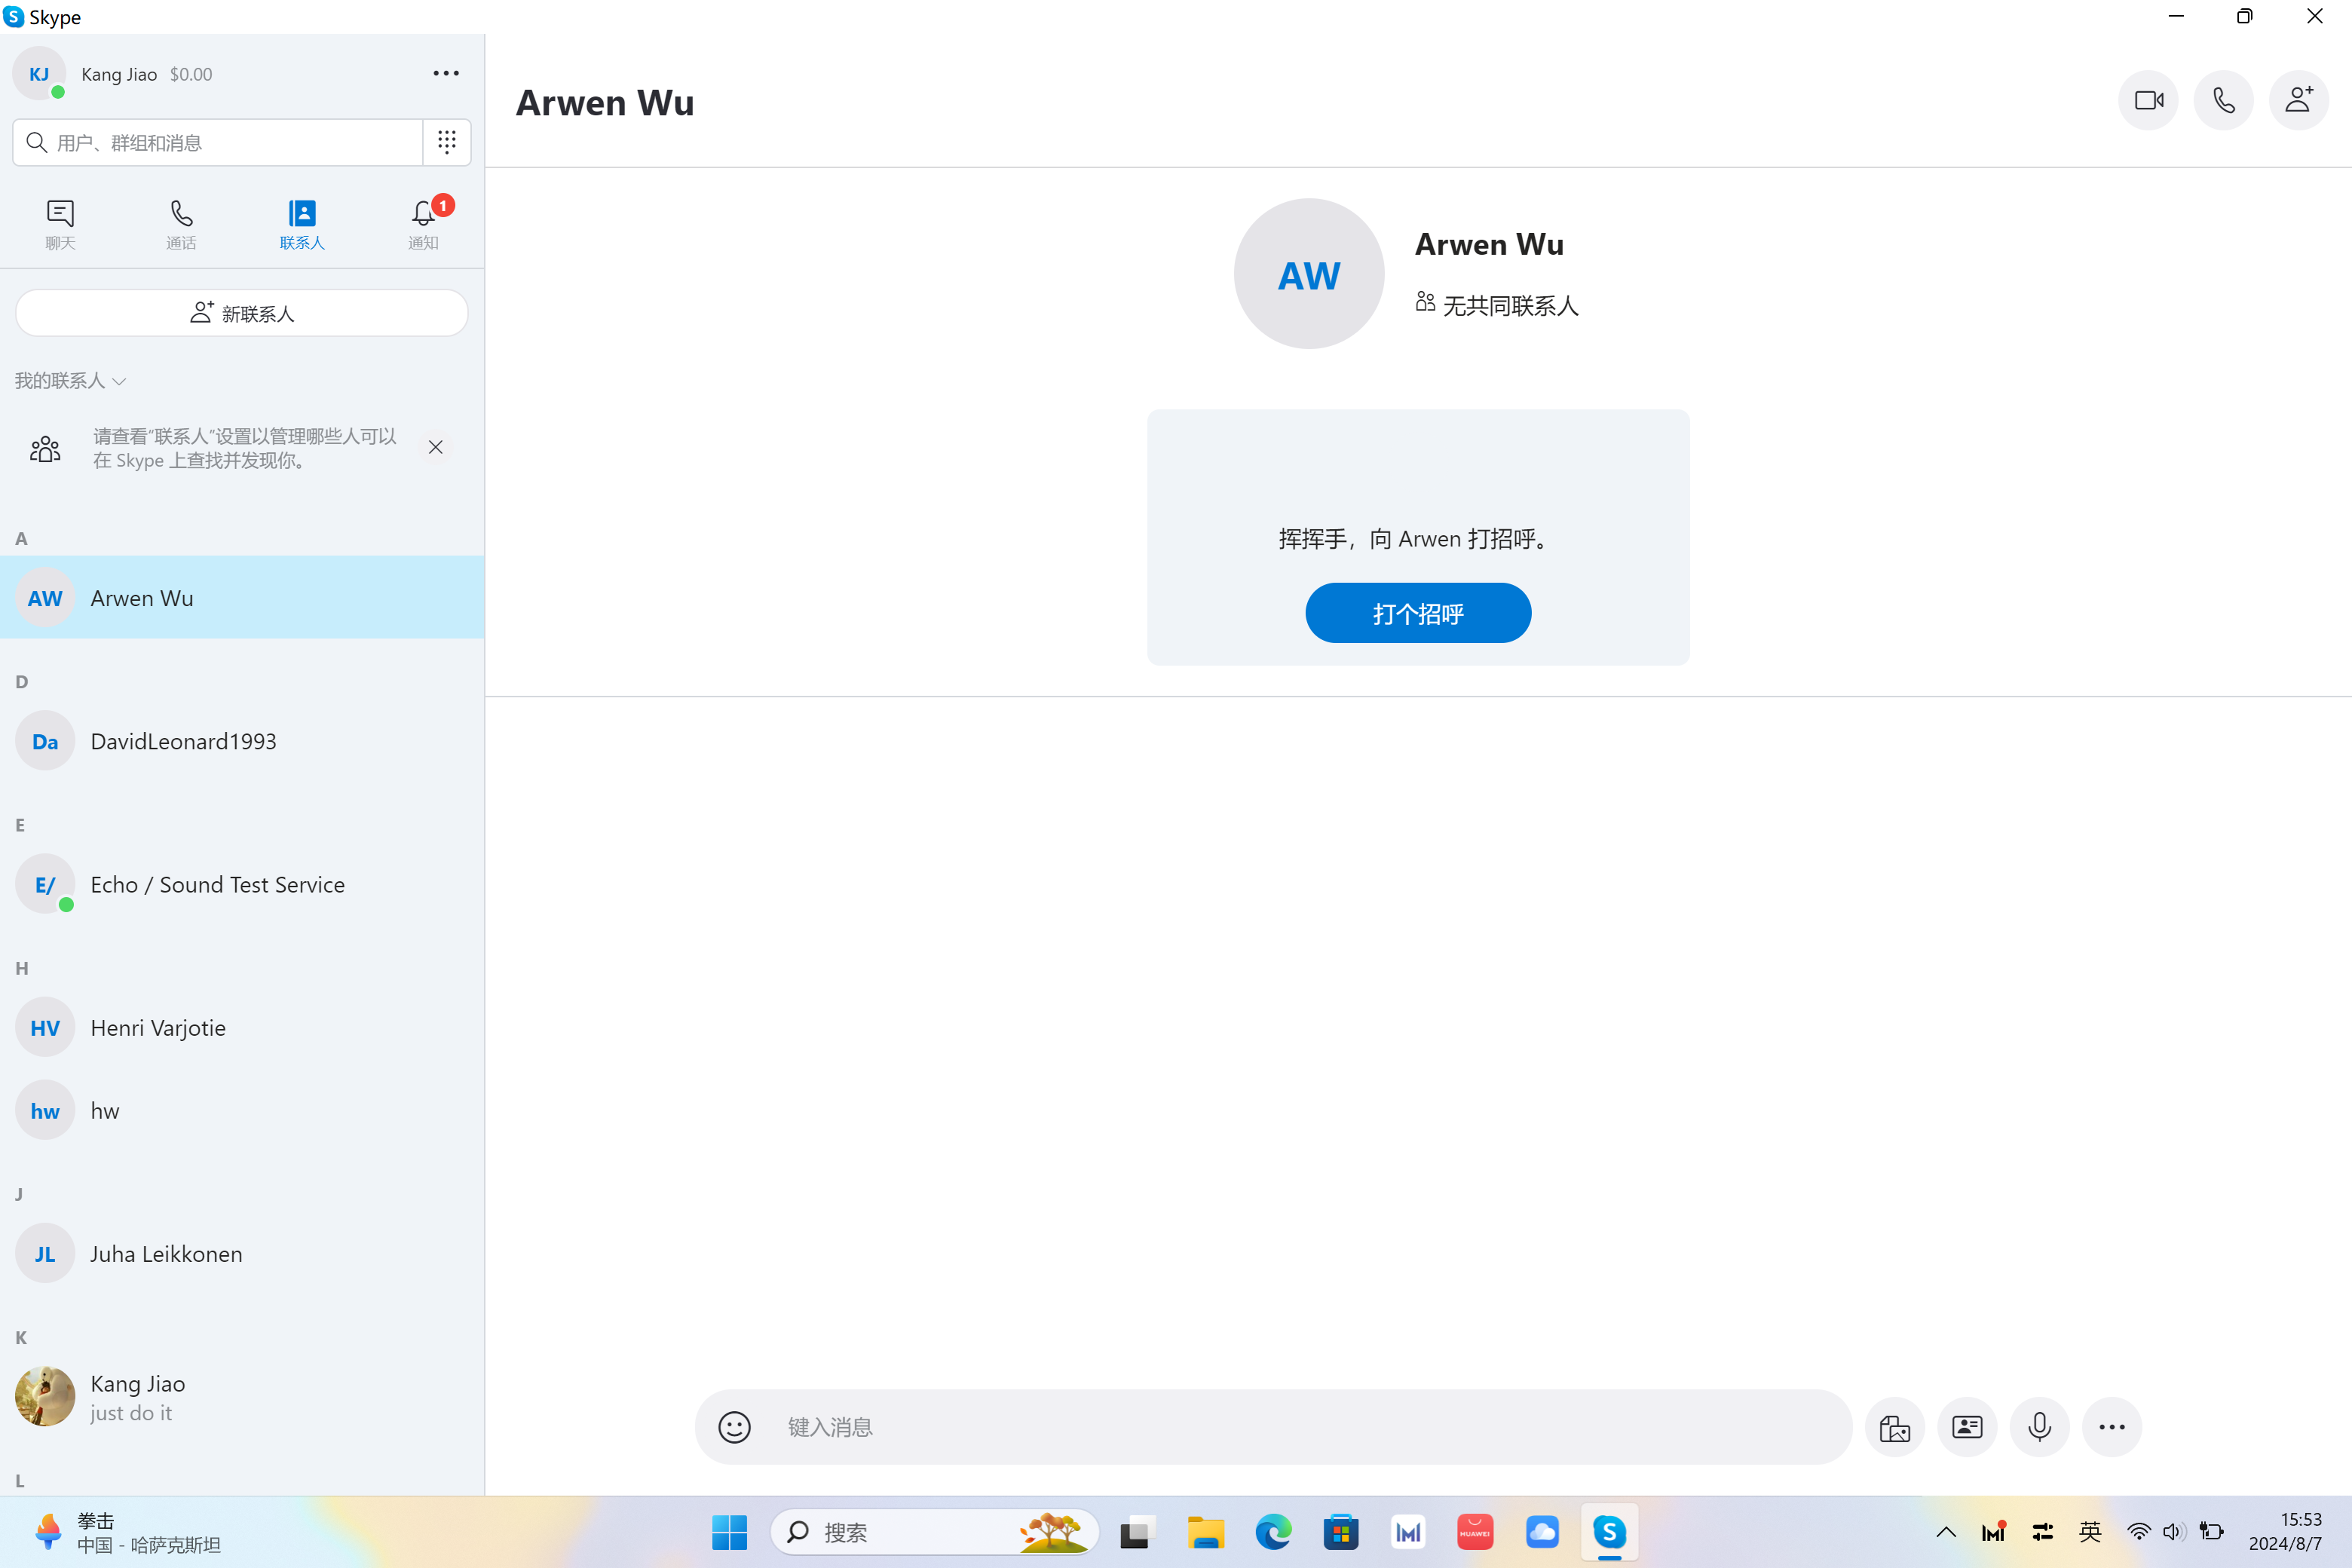 Skype
KJ
Kang Jiao $0.00
用户、群组和消息
聊天
通话
联系人
通知
1
新联系人
我的联系人
请查看“联系人”设置以管理哪些人可以
在 Skype 上查找并发现你。
A
AW
Arwen Wu
D
Da
DavidLeonard1993
E
E/
Echo / Sound Test Service
H
HV
Henri Varjotie
hw
hw
J
JL
Juha Leikkonen
K
Kang Jiao
just do it
L
Arwen Wu
AW
Arwen Wu
无共同联系人
挥挥手，向 Arwen 打招呼。
打个招呼
键入消息
拳击
中国 - 哈萨克斯坦
搜索
HUAWEI
S
英
15:53
2024/8/7